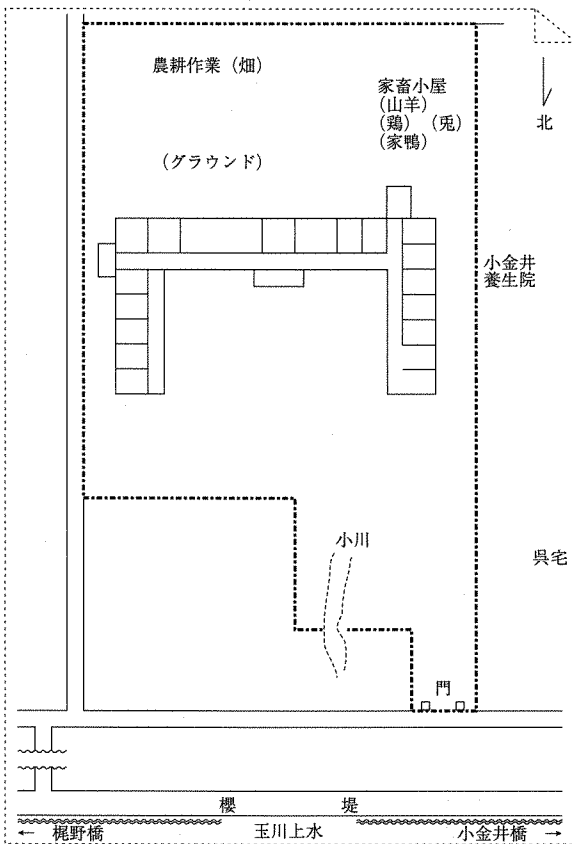 農耕作業（畑）
家畜小屋
（山羊）
（鶏）（兎）
（家鴨）
北
（グラウンド）
小金井
養生院
小川
呉宅
門
櫻堤
← 梶野橋
玉川上水
小金井橋 →